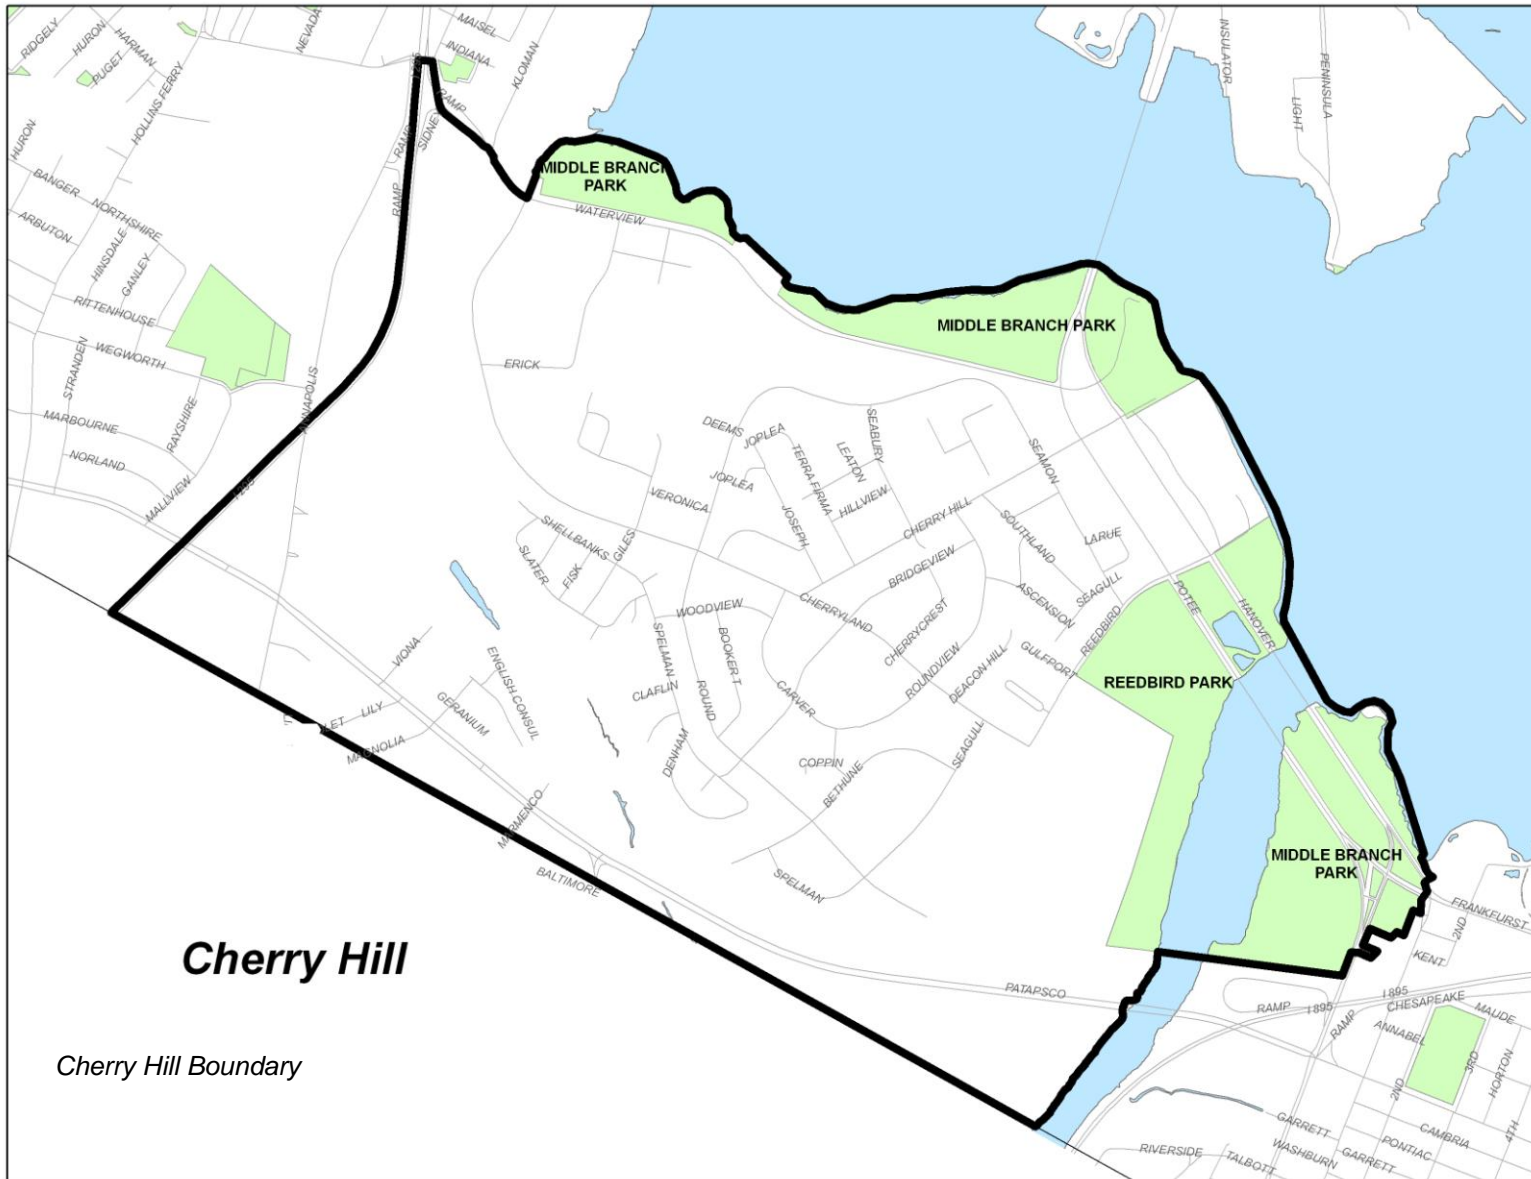 RIDGELY
HURON
HARMAN
PUGET
NEVADA
MAISEL
INDIANA
KLOMAN
INSULATOR
PENINSULA
LIGHT
HOLLINS FERRY
RAMP
SIDNEY
RAMP
HURON
BANGER
NORTHSHIRE
ARBUTON
HINSDALE
GANLEY
RAMP
MIDDLE BRANCH
PARK
WATERVIEW
RITTENHOUSE
WEGWORTH
STRANDEN
MARBOURNE
RAYSHIRE
NORLAND
MALLVIEW
ANNAPOLIS
I 295
MIDDLE BRANCH PARK
ERICK
DEEMS
JOPLEA
SEABURY
LEATON
TERRA FIRMA
SEAMON
JOPLEA
VERONICA
HILLVIEW
JOSEPH
CHERRY HILL
SOUTHLAND
LARUE
SHELLBANKS
GILES
SLATER
FISK
BRIDGEVIEW
ASCENSION
SEAGULL
WOODVIEW
CHERRYLAND
CHERRYCREST
REEDBIRD
POTEE
HANOVER
SPELMAN
BOOKER T
ROUND
CLAFLIN
CARVER
ROUNDVIEW
DEACON HILL
GULFPORT
REEDBIRD PARK
VIONA
ENGLISH CONSUL
GERANIUM
LILY
MAGNOLIA
DENHAM
COPPIN
BETHUNE
SEAGULL
MARMENCO
BALTIMORE
SPELMAN
MIDDLE BRANCH
PARK
FRANKFURST
2ND
KENT
Cherry Hill
PATAPSCO
RAMP
I 895
I 895
CHESAPEAKE
MAUDE
RAMP
ANNABEL
Cherry Hill Boundary
2ND
3RD
HORTON
GARRETT
CAMBRIA
4TH
PONTIAC
RIVERSIDE
TALBOTT
WASHBURN
GARRETT